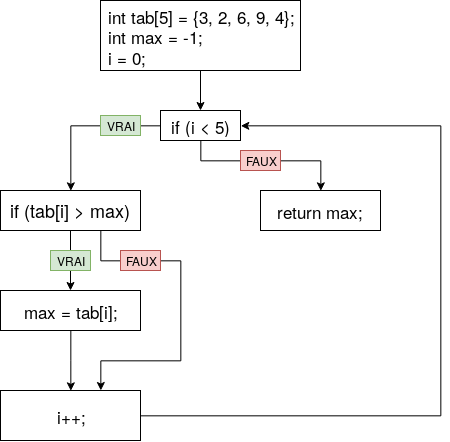 int tab[5] = {3, 2, 6, 9, 4};
int max = -1;
i = 0;
VRAI
if (i < 5)
FAUX
if (tab[i] > max)
return max;
VRAI
FAUX
max = tab[i];
i++;